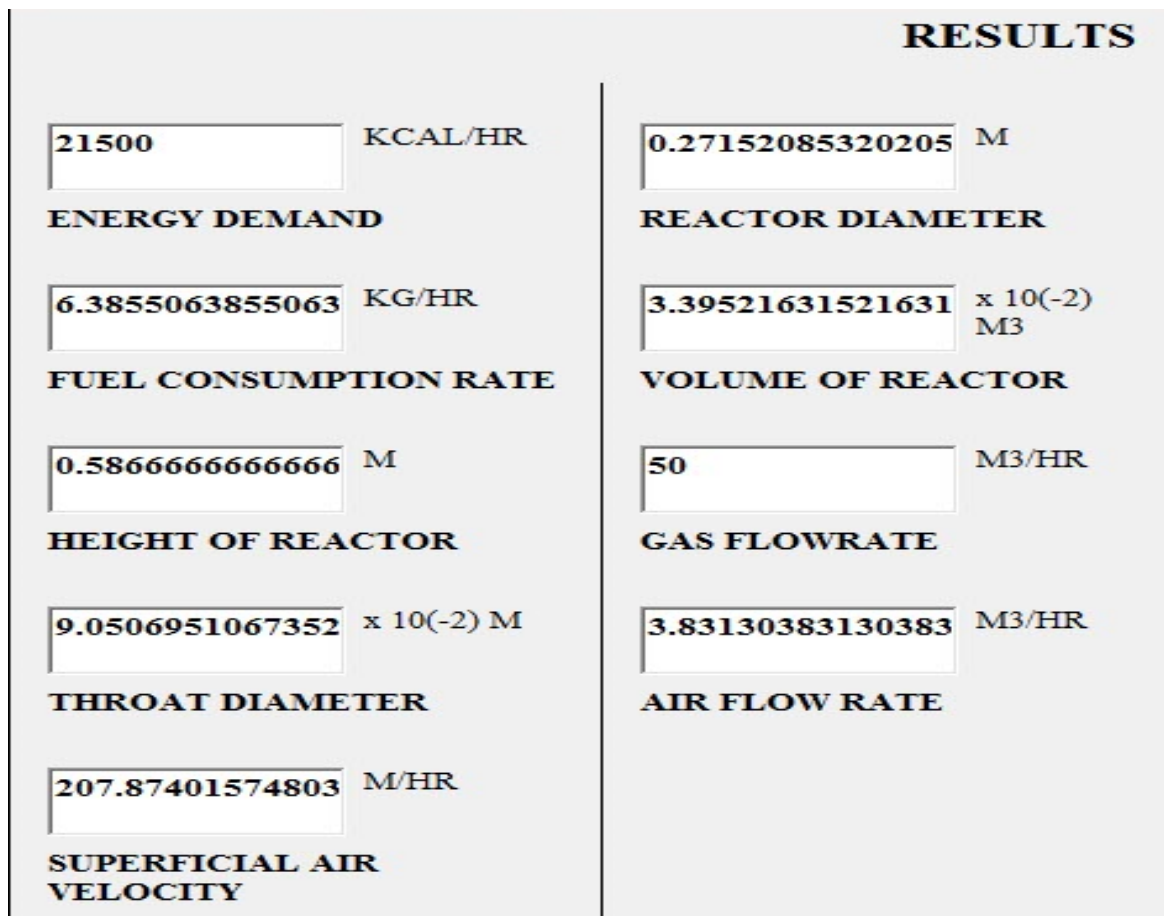 RESULTS
21500 KCAL/HR
ENERGY DEMAND
6.3855063855063 KG/HR
FUEL CONSUMPTION RATE
0.5866666666666 M
HEIGHT OF REACTOR
9.0506951067352 x 10(-2) M
THROAT DIAMETER
207.87401574803 M/HR
SUPERFICIAL AIR
VELOCITY
0.27152085320205 M
REACTOR DIAMETER
3.39521631521631 x 10(-2)
M3
VOLUME OF REACTOR
50 M3/HR
GAS FLOWRATE
3.83130383130383 M3/HR
AIR FLOW RATE